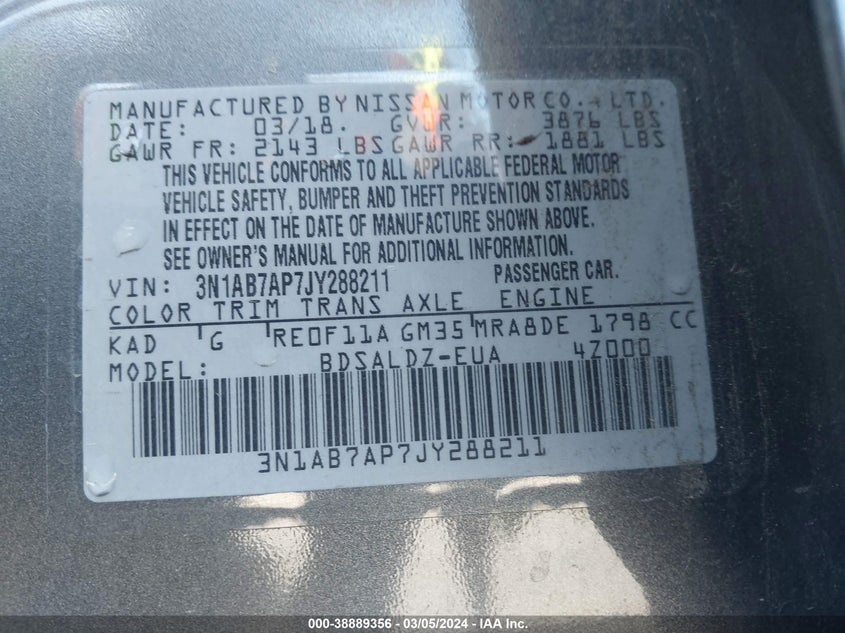 MANUFACTURED BY NISSAN MOTOR CO., LTD.
DATE: 03/18. GVWR: 3876 LBS
GAWR FR: 2143 LBS GAWR RR: 1881 LBS
THIS VEHICLE CONFORMS TO ALL APPLICABLE FEDERAL MOTOR
VEHICLE SAFETY, BUMPER AND THEFT PREVENTION STANDARDS
IN EFFECT ON THE DATE OF MANUFACTURE SHOWN ABOVE.
SEE OWNER'S MANUAL FOR ADDITIONAL INFORMATION.
VIN: 3N1AB7AP7JY288211 PASSENGER CAR.
COLOR TRIM TRANS AXLE ENGINE
KAD G RE0F11A GM35 MRA8DE 1798 CC
MODEL: BDSALDZ-EUA 4Z000
3N1AB7AP7JY288211
000-38889356 — 03/05/2024 — IAA Inc.